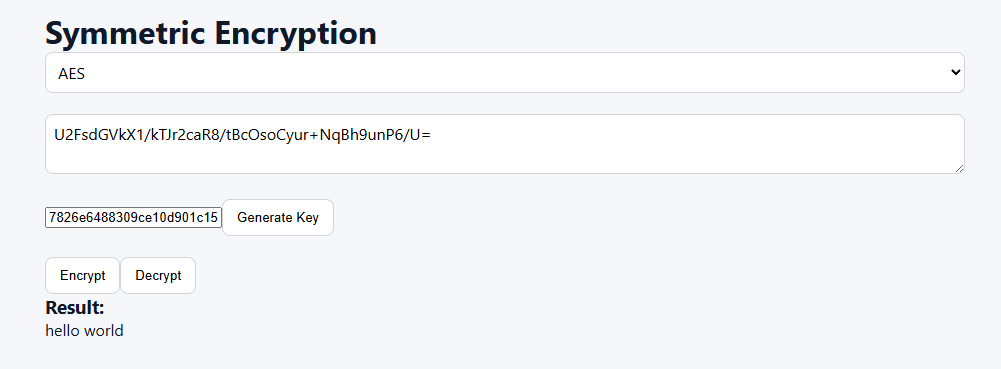 Symmetric Encryption
AES
U2FsdGVkX1/kTJr2caR8/tBcOsoCyur+NqBh9unP6/U=
7826e6488309ce10d901c15
Generate Key
Encrypt Decrypt
Result:
hello world